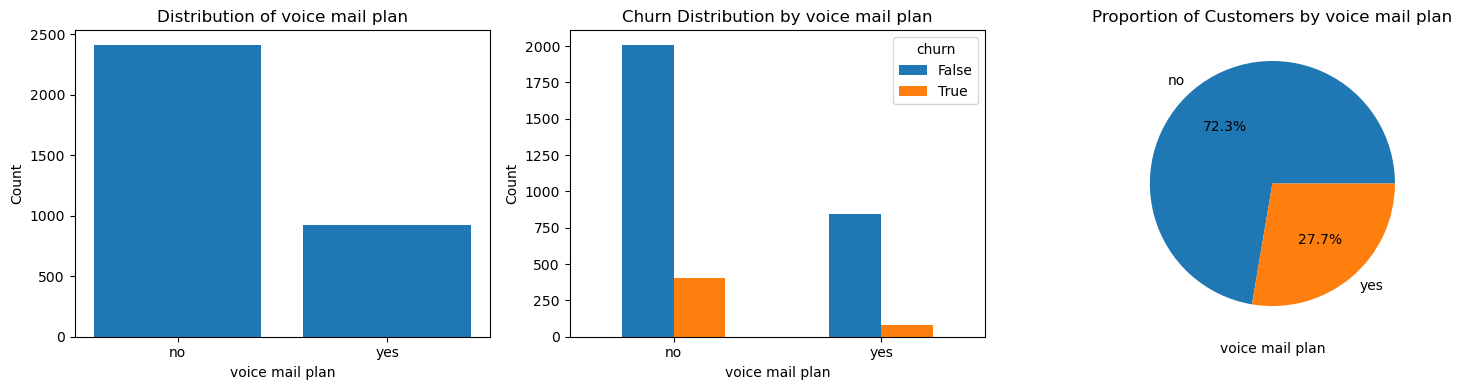 Distribution of voice mail plan
2500
2000
1500
1000
500
0
Count
no
yes
voice mail plan
Churn Distribution by voice mail plan
2000
1750
1500
1250
1000
750
500
250
0
Count
churn
False
True
no
yes
voice mail plan
Proportion of Customers by voice mail plan
no
72.3%
27.7%
yes
voice mail plan